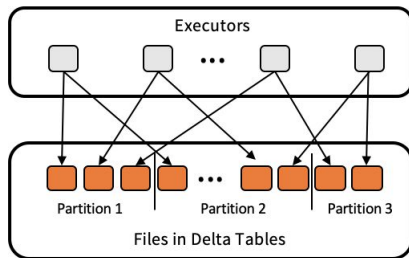 Executors
Partition 1 Partition 2 Partition 3
Files in Delta Tables